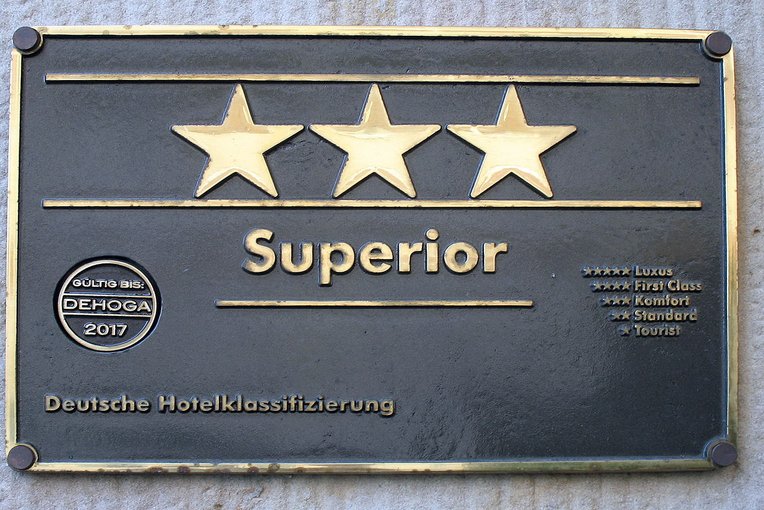 Superior
GÜLTIG BIS:
DEHOGA
2017
★★★★★ Luxus
★★★★ First Class
★★★ Komfort
★★ Standard
★ Tourist
Deutsche Hotelklassifizierung